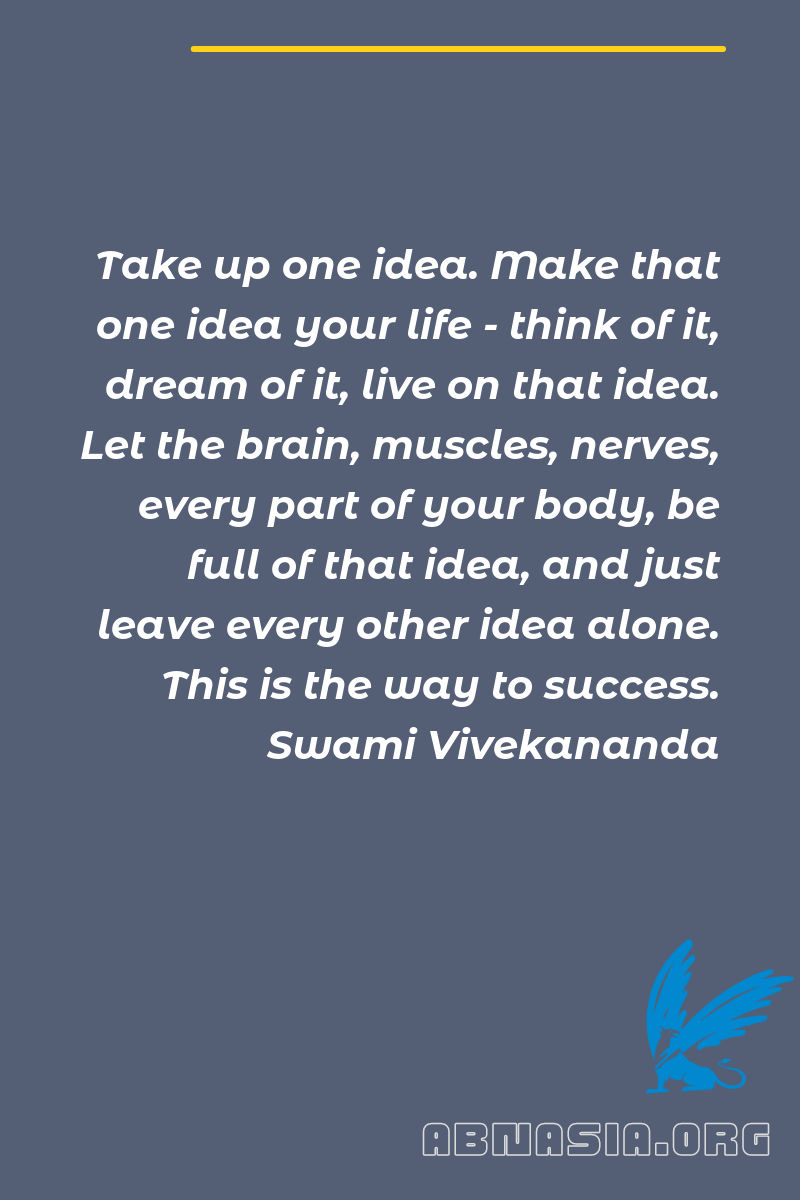 Take up one idea. Make that
one idea your life - think of it,
dream of it, live on that idea.
Let the brain, muscles, nerves,
every part of your body, be
full of that idea, and just
leave every other idea alone.
This is the way to success.
Swami Vivekananda
ABNASIA.ORG